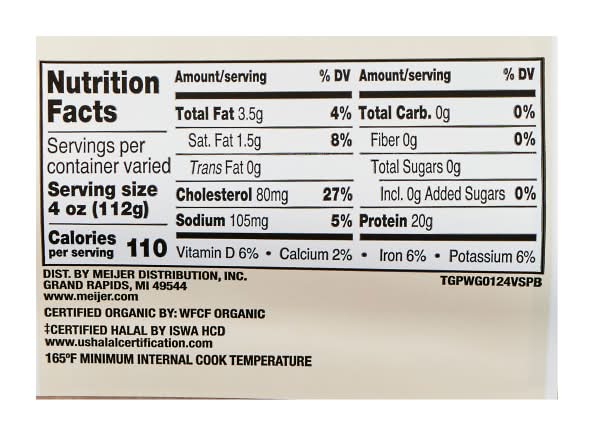 Nutrition
Facts
Servings per
container varied
Serving size
4 oz (112g)
Calories
per serving 110
Amount/serving % DV
Total Fat 3.5g 4%
Sat. Fat 1.5g 8%
Trans Fat 0g
Cholesterol 80mg 27%
Sodium 105mg 5%
Amount/serving % DV
Total Carb. 0g 0%
Fiber 0g 0%
Total Sugars 0g
Incl. 0g Added Sugars 0%
Protein 20g
Vitamin D 6% • Calcium 2% • Iron 6% • Potassium 6%
DIST. BY MEIJER DISTRIBUTION, INC.
GRAND RAPIDS, MI 49544
www.meijer.com
TGPWG0124VSPB
CERTIFIED ORGANIC BY: WFCF ORGANIC
‡CERTIFIED HALAL BY ISWA HCD
www.ushalalcertification.com
165ºF MINIMUM INTERNAL COOK TEMPERATURE